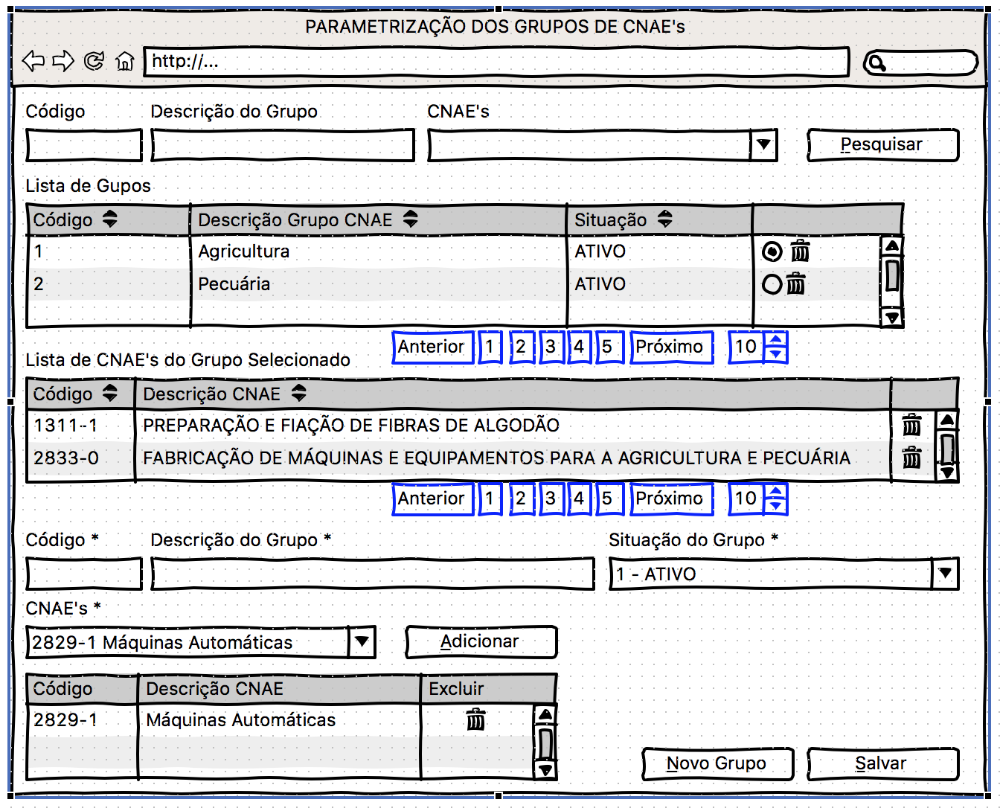 PARAMETRIZAÇÃO DOS GRUPOS DE CNAE's
http://...
Código Descrição do Grupo CNAE's
Pesquisar
Lista de Gupos
Código Descrição Grupo CNAE Situação
1 Agricultura ATIVO
2 Pecuária ATIVO
Anterior 1 2 3 4 5 Próximo 10
Lista de CNAE's do Grupo Selecionado
Código Descrição CNAE
1311-1 PREPARAÇÃO E FIAÇÃO DE FIBRAS DE ALGODÃO
2833-0 FABRICAÇÃO DE MÁQUINAS E EQUIPAMENTOS PARA A AGRICULTURA E PECUÁRIA
Anterior 1 2 3 4 5 Próximo 10
Código * Descrição do Grupo * Situação do Grupo *
1 - ATIVO
CNAE's *
2829-1 Máquinas Automáticas Adicionar
Código Descrição CNAE Excluir
2829-1 Máquinas Automáticas
Novo Grupo Salvar